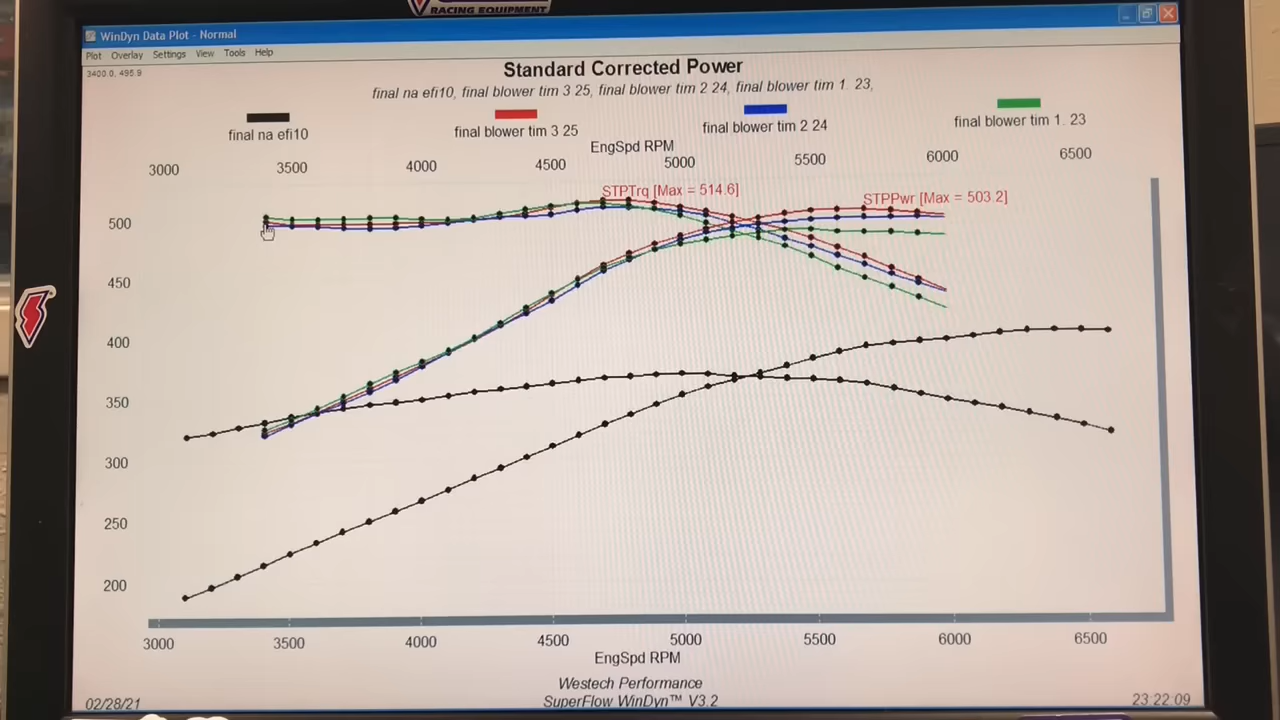 RACING EQUIPMENT
WinDyn Data Plot - Normal
Plot Overlay Settings View Tools Help
3400.0, 495.9
Standard Corrected Power
final na efi10, final blower tim 3 25, final blower tim 2 24, final blower tim 1. 23,
final na efi10
final blower tim 3 25
final blower tim 2 24
final blower tim 1. 23
EngSpd RPM
3000 3500 4000 4500 5000 5500 6000 6500
STPTrq [Max = 514.6]
STPPwr [Max = 503.2]
500
450
400
350
300
250
200
3000 3500 4000 4500 5000 5500 6000 6500
EngSpd RPM
Westech Performance
02/28/21
SuperFlow WinDyn™ V3.2
23:22:09